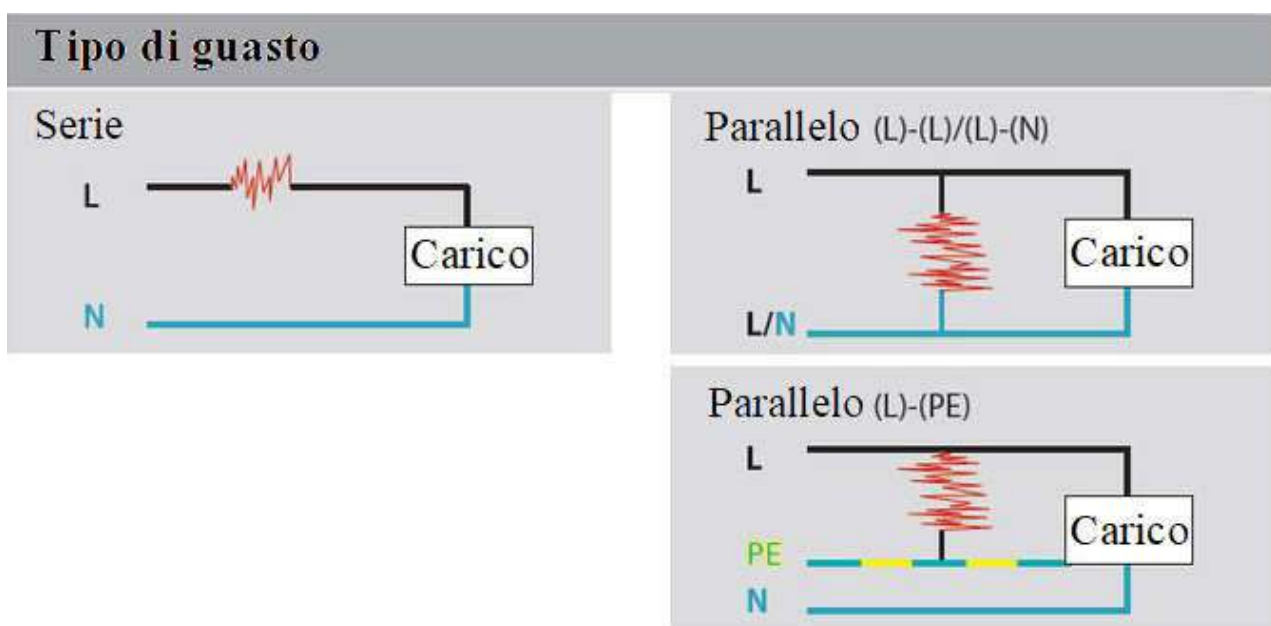 Tipo di guasto
Serie
L
Carico
N
Parallelo (L)-(L)/(L)-(N)
L
Carico
L/N
Parallelo (L)-(PE)
L
Carico
PE
N